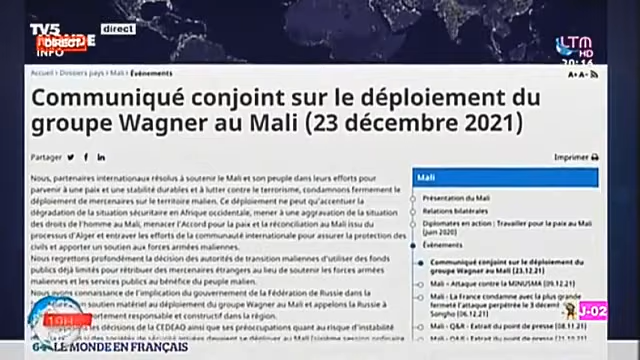 TV5
MONDE
DIRECT
INFO
direct
LTM
HD
20:16
Accueil > Dossiers pays > Mali > Événements
A+ A-
Communiqué conjoint sur le déploiement du
groupe Wagner au Mali (23 décembre 2021)
Partager
Imprimer
Nous, partenaires internationaux résolus à soutenir le Mali et son peuple dans leurs efforts pour
parvenir à une paix et une stabilité durables et à lutter contre le terrorisme, condamnons fermement le
déploiement de mercenaires sur le territoire malien. Ce déploiement ne peut qu'accentuer la
dégradation de la situation sécuritaire en Afrique occidentale, mener à une aggravation de la situation
des droits de l'homme au Mali, menacer l'Accord pour la paix et la réconciliation au Mali issu du
processus d'Alger et entraver les efforts de la communauté internationale pour assurer la protection des
civils et apporter un soutien aux forces armées maliennes.
Nous regrettons profondément la décision des autorités de transition maliennes d'utiliser des fonds
publics déjà limités pour rétribuer des mercenaires étrangers au lieu de soutenir les forces armées
maliennes et les services publics au bénéfice du peuple malien.
Nous avons connaissance de l'implication du gouvernement de la Fédération de Russie dans la
soutien matériel au déploiement du groupe Wagner au Mali et appelons la Russie à
portement responsable et constructif dans la région.
les décisions de la CEDEAO ainsi que ses préoccupations quant au risque d'instabilité
Mali
Présentation du Mali
Relations bilatérales
Diplomates en action : Travailler pour la paix au Mali
(juin 2020)
Événements
Communiqué conjoint sur le déploiement du
groupe Wagner au Mali (23.12.21)
Mali - Attaque contre la MINUSMA (09.12.21)
Mali - La France condamne avec la plus grande
fermeté l'attaque perpétrée le 3 décembre
Songho (06.12.21)
Mali - Q&R - Extrait du point de presse (08.11.21)
J-02
LE MONDE EN FRANÇAIS